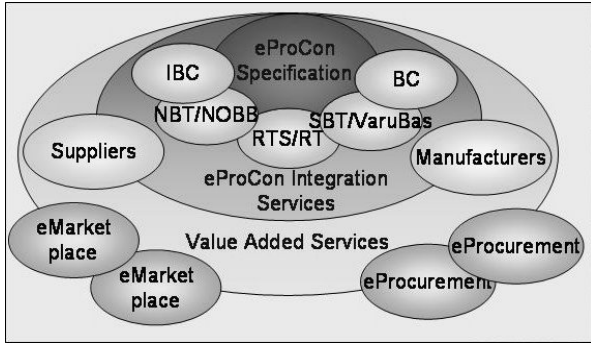 eProCon
Specification
IBC
BC
NBT/NOBB
SBT/VaruBas
RTS/RT
Suppliers
Manufacturers
eProCon Integration
Services
Value Added Services
eMarket
place
eMarket
place
eProcurement
eProcurement